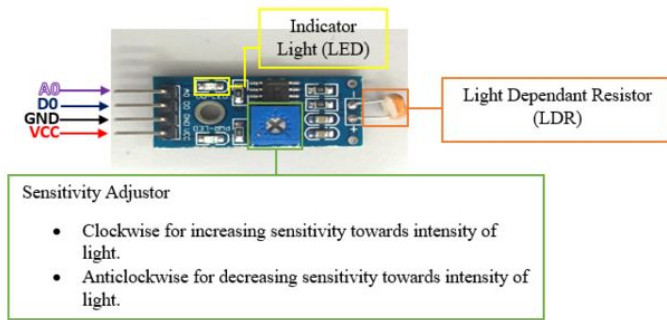 Indicator
Light (LED)
A0
D0
GND
VCC
Light Dependant Resistor
(LDR)
Sensitivity Adjustor
• Clockwise for increasing sensitivity towards intensity of
light.
• Anticlockwise for decreasing sensitivity towards intensity of
light.